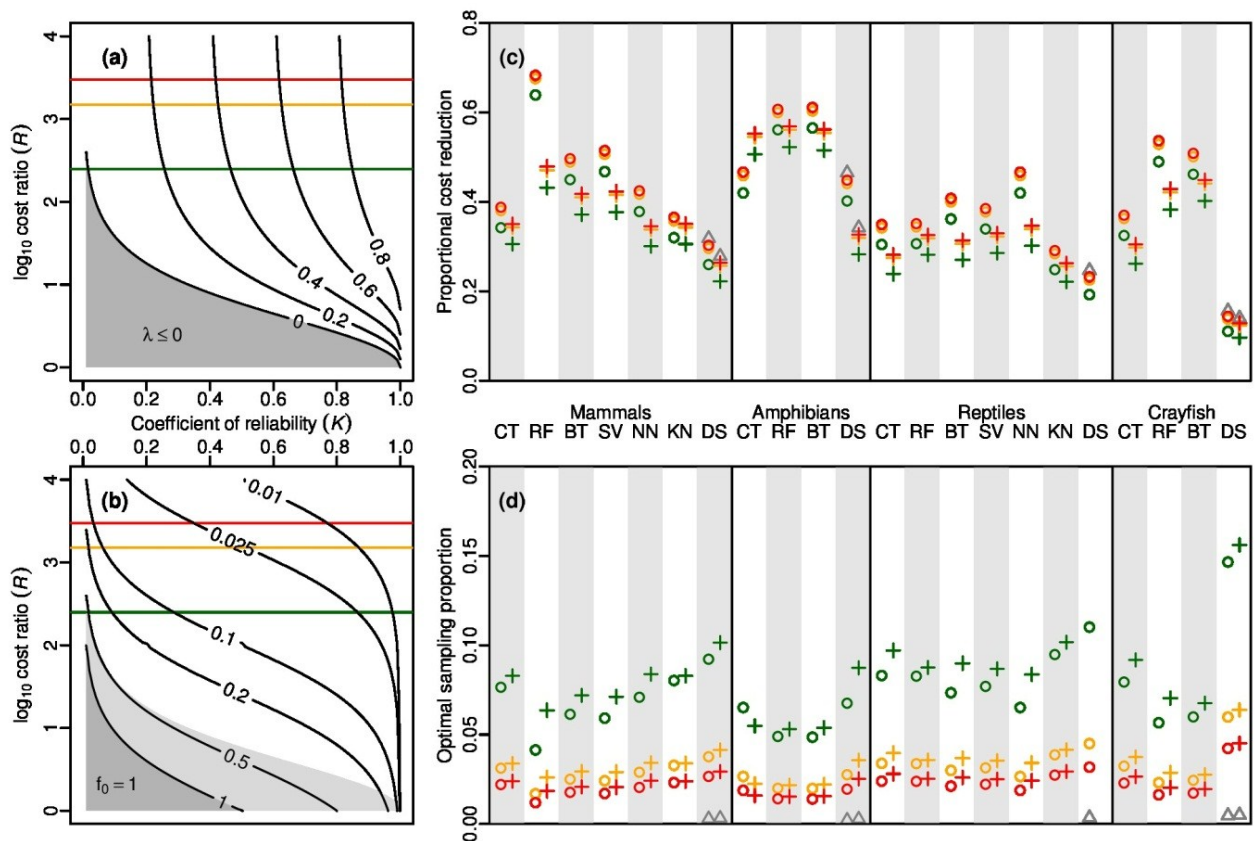 (a)
log10 cost ratio (R)
4
3
2
1
0
0.8
0.6
0.4
0.2
0
λ ≤ 0
0.0 0.2 0.4 0.6 0.8 1.0
Coefficient of reliability (K)
0.0 0.2 0.4 0.6 0.8 1.0
(b)
log10 cost ratio (R)
4
3
2
1
0
0.01
0.025
0.1
0.2
0.5
1
f0 = 1
(c)
Proportional cost reduction
0.8
0.6
0.4
0.2
0.0
Mammals Amphibians Reptiles Crayfish
CT RF BT SV NN KN DS CT RF BT DS CT RF BT SV NN KN DS CT RF BT DS
(d)
Optimal sampling proportion
0.20
0.15
0.10
0.05
0.00